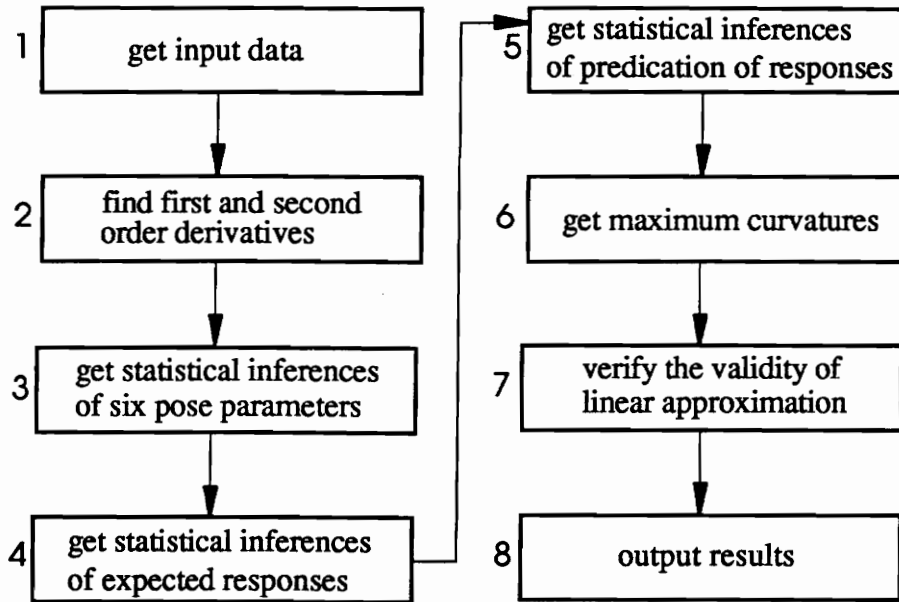 1
get input data
2
find first and second
order derivatives
3
get statistical inferences
of six pose parameters
4
get statistical inferences
of expected responses
5
get statistical inferences
of predication of responses
6
get maximum curvatures
7
verify the validity of
linear approximation
8
output results